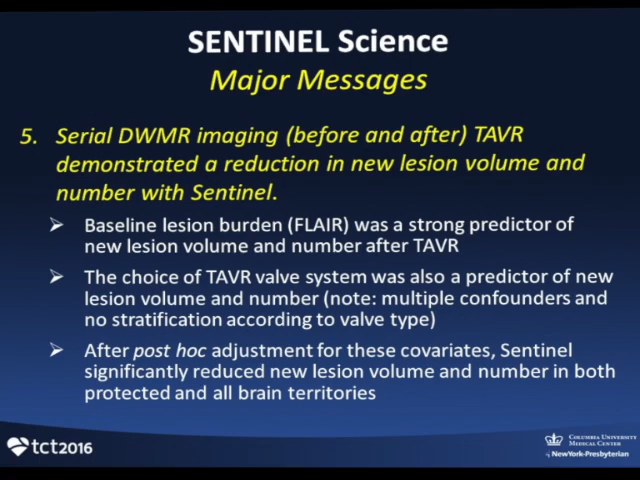 SENTINEL Science
Major Messages
5. Serial DWMR imaging (before and after) TAVR
demonstrated a reduction in new lesion volume and
number with Sentinel.
Baseline lesion burden (FLAIR) was a strong predictor of
new lesion volume and number after TAVR
The choice of TAVR valve system was also a predictor of new
lesion volume and number (note: multiple confounders and
no stratification according to valve type)
After post hoc adjustment for these covariates, Sentinel
significantly reduced new lesion volume and number in both
protected and all brain territories
tct2016
COLUMBIA UNIVERSITY
MEDICAL CENTER
NewYork-Presbyterian